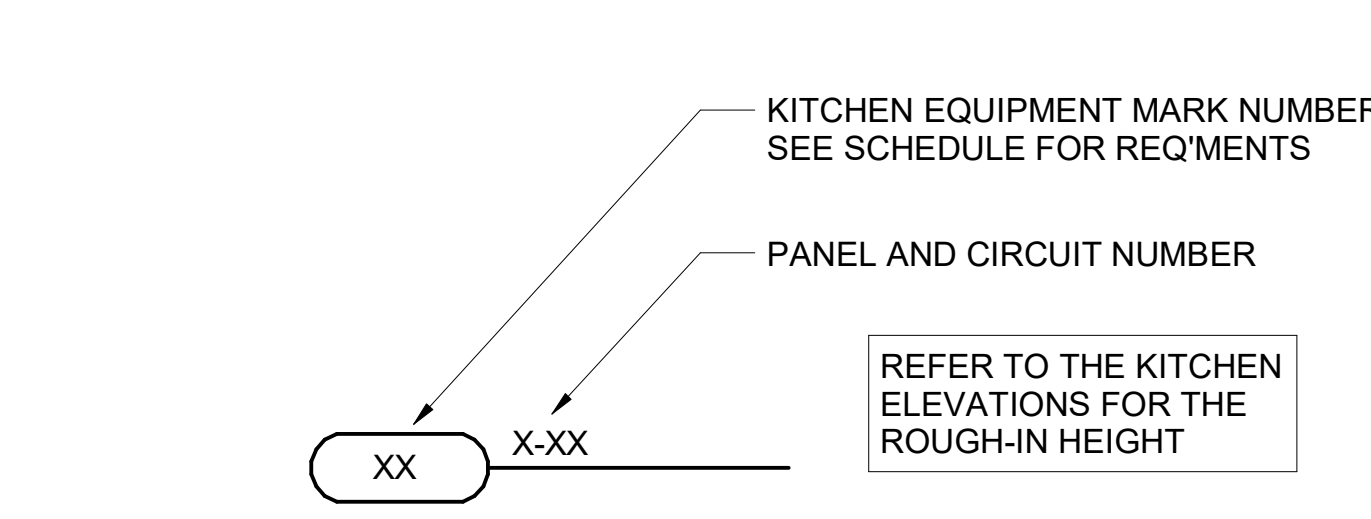 KITCHEN EQUIPMENT MARK NUMBER
SEE SCHEDULE FOR REQ'MENTS
PANEL AND CIRCUIT NUMBER
REFER TO THE KITCHEN
ELEVATIONS FOR THE
ROUGH-IN HEIGHT
X-XX
XX